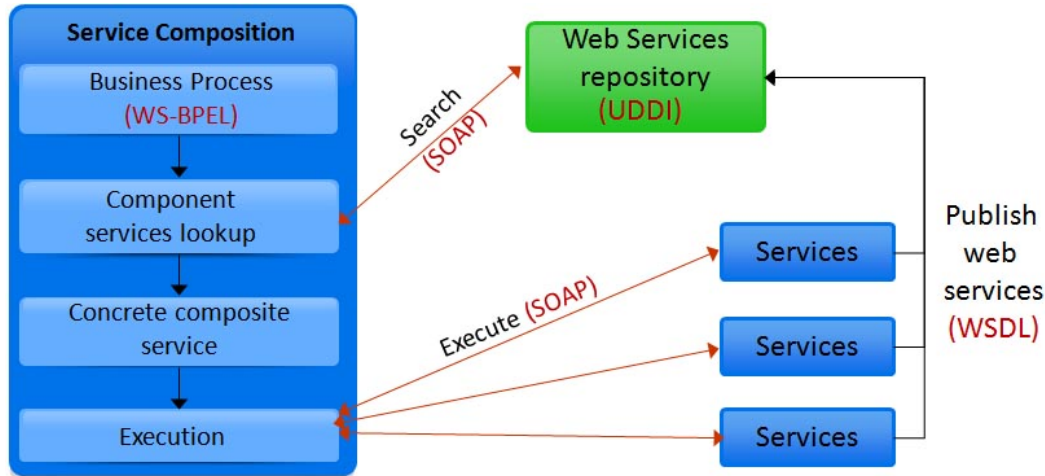 Service Composition
Business Process
(WS-BPEL)
Component
services lookup
Concrete composite
service
Execution
Search
(SOAP)
Web Services
repository
(UDDI)
Execute (SOAP)
Services
Services
Services
Publish
web
services
(WSDL)